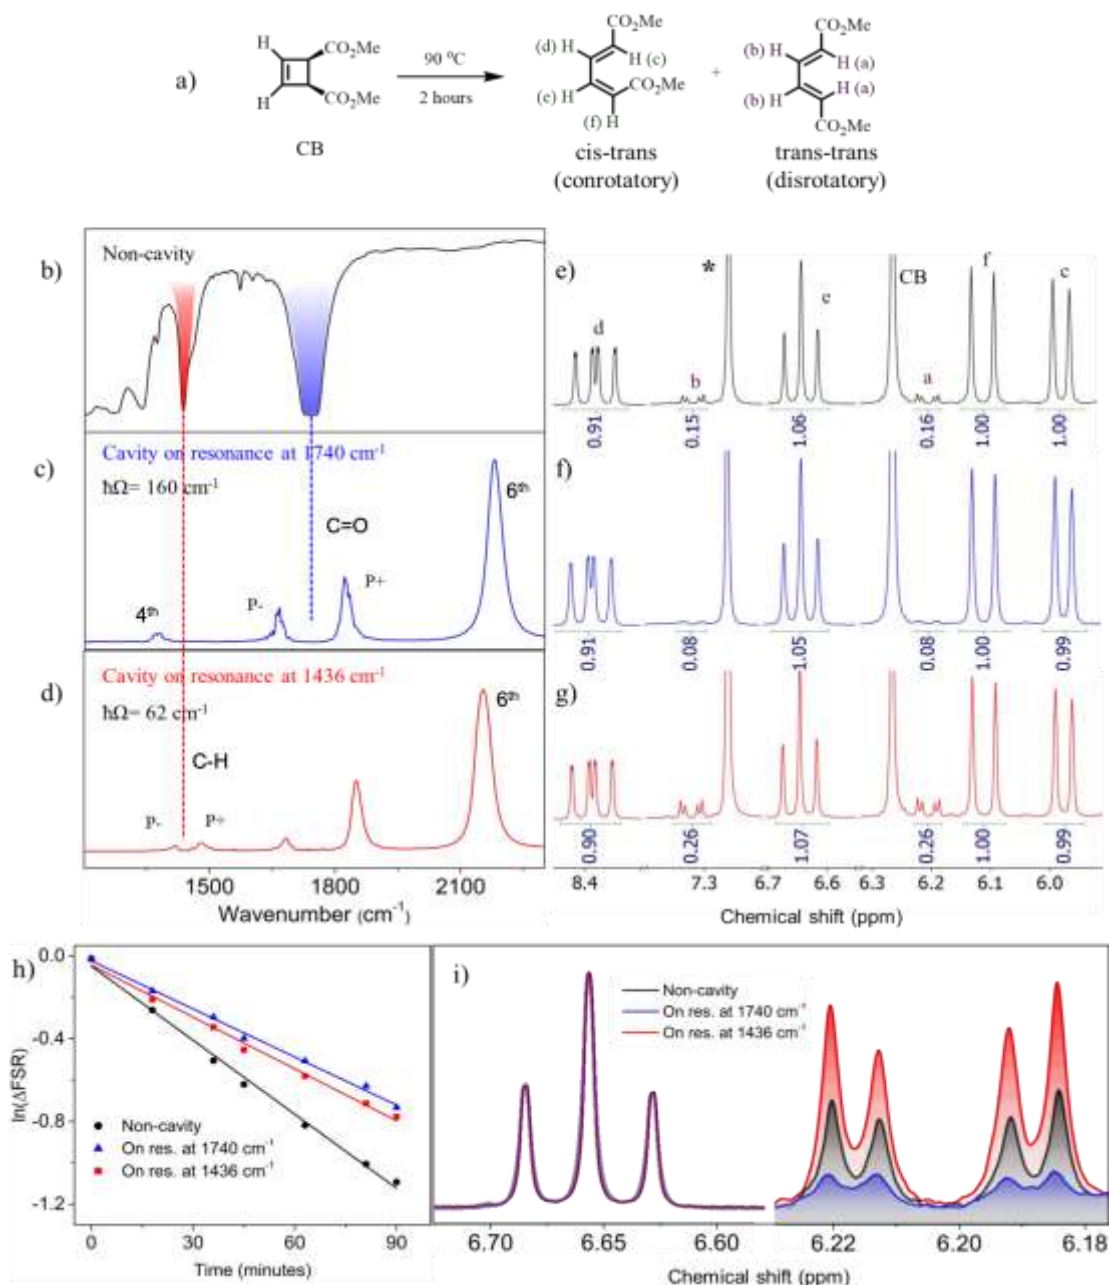 a)
H
CO₂Me
H
CO₂Me
CB
90 °C
2 hours
CO₂Me
(d) H
H (c)
CO₂Me
(e) H
(f) H
cis-trans
(conrotatory)
+
CO₂Me
(b) H
H (a)
(b) H
H (a)
CO₂Me
trans-trans
(disrotatory)
b)
Non-cavity
c)
Cavity on resonance at 1740 cm⁻¹
ħΩ= 160 cm⁻¹
4th
P-
C=O
P+
6th
d)
Cavity on resonance at 1436 cm⁻¹
ħΩ= 62 cm⁻¹
C-H
P-
P+
6th
1500 1800 2100
Wavenumber (cm⁻¹)
e)
*
CB
d
b
e
a
f
c
0.91 0.15 1.06 0.16 1.00 1.00
f)
0.91 0.08 1.05 0.08 1.00 0.99
g)
0.90 0.26 1.07 0.26 1.00 0.99
8.4 7.3 6.7 6.6 6.3 6.2 6.1 6.0
Chemical shift (ppm)
h)
0.0
-0.4
-0.8
-1.2
ln(ΔFSR)
Non-cavity
On res. at 1740 cm⁻¹
On res. at 1436 cm⁻¹
0 30 60 90
Time (minutes)
i)
Non-cavity
On res. at 1740 cm⁻¹
On res. at 1436 cm⁻¹
6.70 6.65 6.60 6.22 6.20 6.18
Chemical shift (ppm)